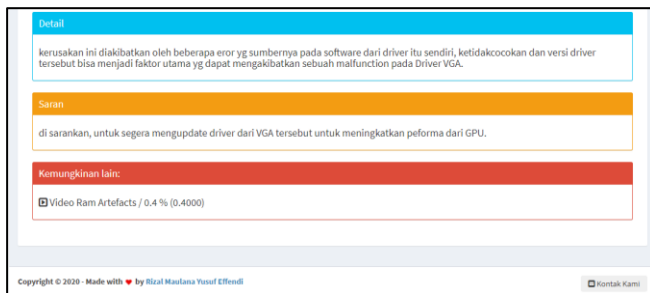 Detail
kerusakan ini diakibatkan oleh beberapa eror yg sumbernya pada software dari driver itu sendiri, ketidakcocokan dan versi driver
tersebut bisa menjadi faktor utama yg dapat mengakibatkan sebuah malfunction pada Driver VGA.
Saran
di sarankan, untuk segera mengupdate driver dari VGA tersebut untuk meningkatkan peforma dari GPU.
Kemungkinan lain:
Video Ram Artefacts / 0.4 % (0.4000)
Copyright © 2020 - Made with ❤ by Rizal Maulana Yusuf Effendi
Kontak Kami